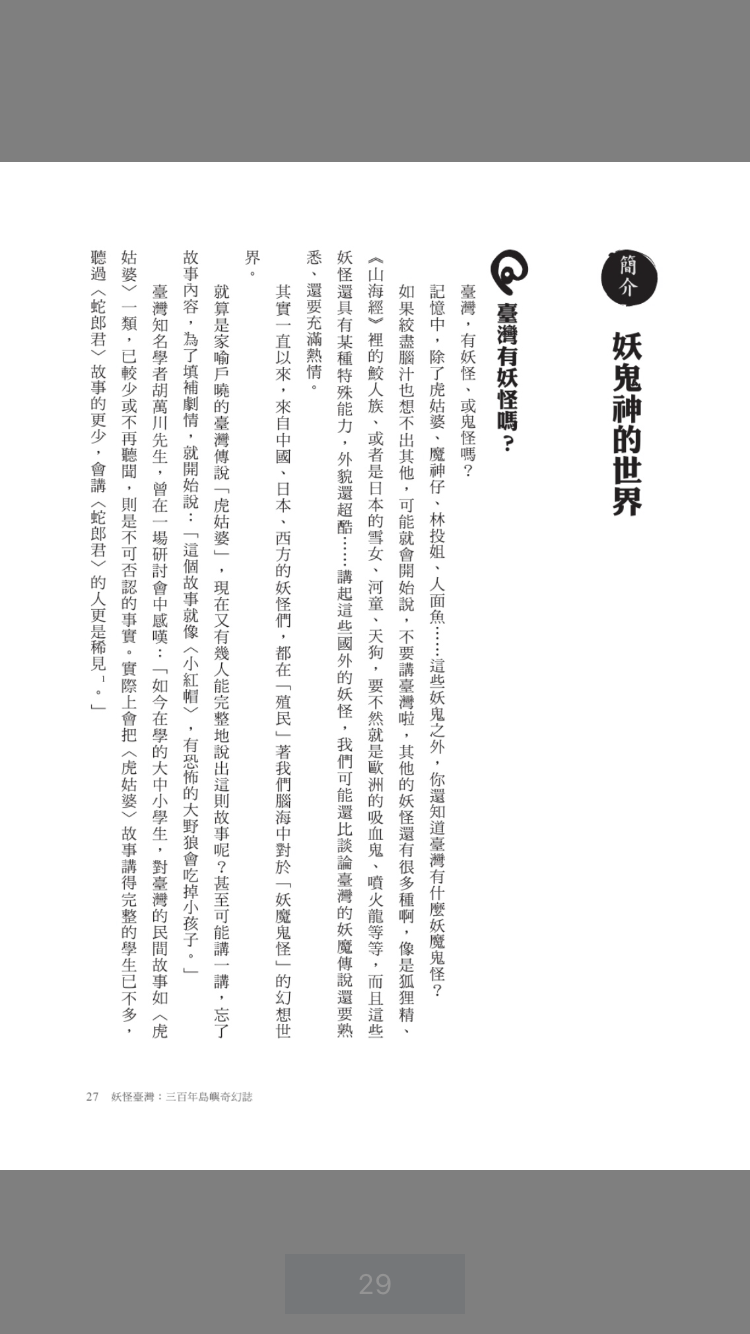 簡介
妖鬼神的世界
臺灣有妖怪嗎？
臺灣，有妖怪、或鬼怪嗎？
記憶中，除了虎姑婆、魔神仔、林投姐、人面魚……這些妖鬼之外，你還知道臺灣有什麼妖魔鬼怪？
如果絞盡腦汁也想不出其他，可能就會開始說，不要講臺灣啦，其他的妖怪還有很多種啊，像是狐狸精、
《山海經》裡的鮫人族、或者是日本的雪女、河童、天狗，要不然就是歐洲的吸血鬼、噴火龍等等，而且這些
妖怪還具有某種特殊能力，外貌還超酷……講起這些國外的妖怪，我們可能還比談論臺灣的妖魔傳說還要熟
悉、還要充滿熱情。
其實一直以來，來自中國、日本、西方的妖怪們，都在「殖民」著我們腦海中對於「妖魔鬼怪」的幻想世
界。
就算是家喻戶曉的臺灣傳說「虎姑婆」，現在又有幾人能完整地說出這則故事呢？甚至可能講一講，忘了
故事內容，為了填補劇情，就開始說：「這個故事就像〈小紅帽〉，有恐怖的大野狼會吃掉小孩子。」
臺灣知名學者胡萬川先生，曾在一場研討會中感嘆：「如今在學的大中小學生，對臺灣的民間故事如〈虎
姑婆〉一類，已較少或不再聽聞，則是不可否認的事實。實際上會把〈虎姑婆〉故事講得完整的學生已不多，
聽過〈蛇郎君〉故事的更少，會講〈蛇郎君〉的人更是稀見1。」
27 妖怪臺灣：三百年島嶼奇幻誌
29